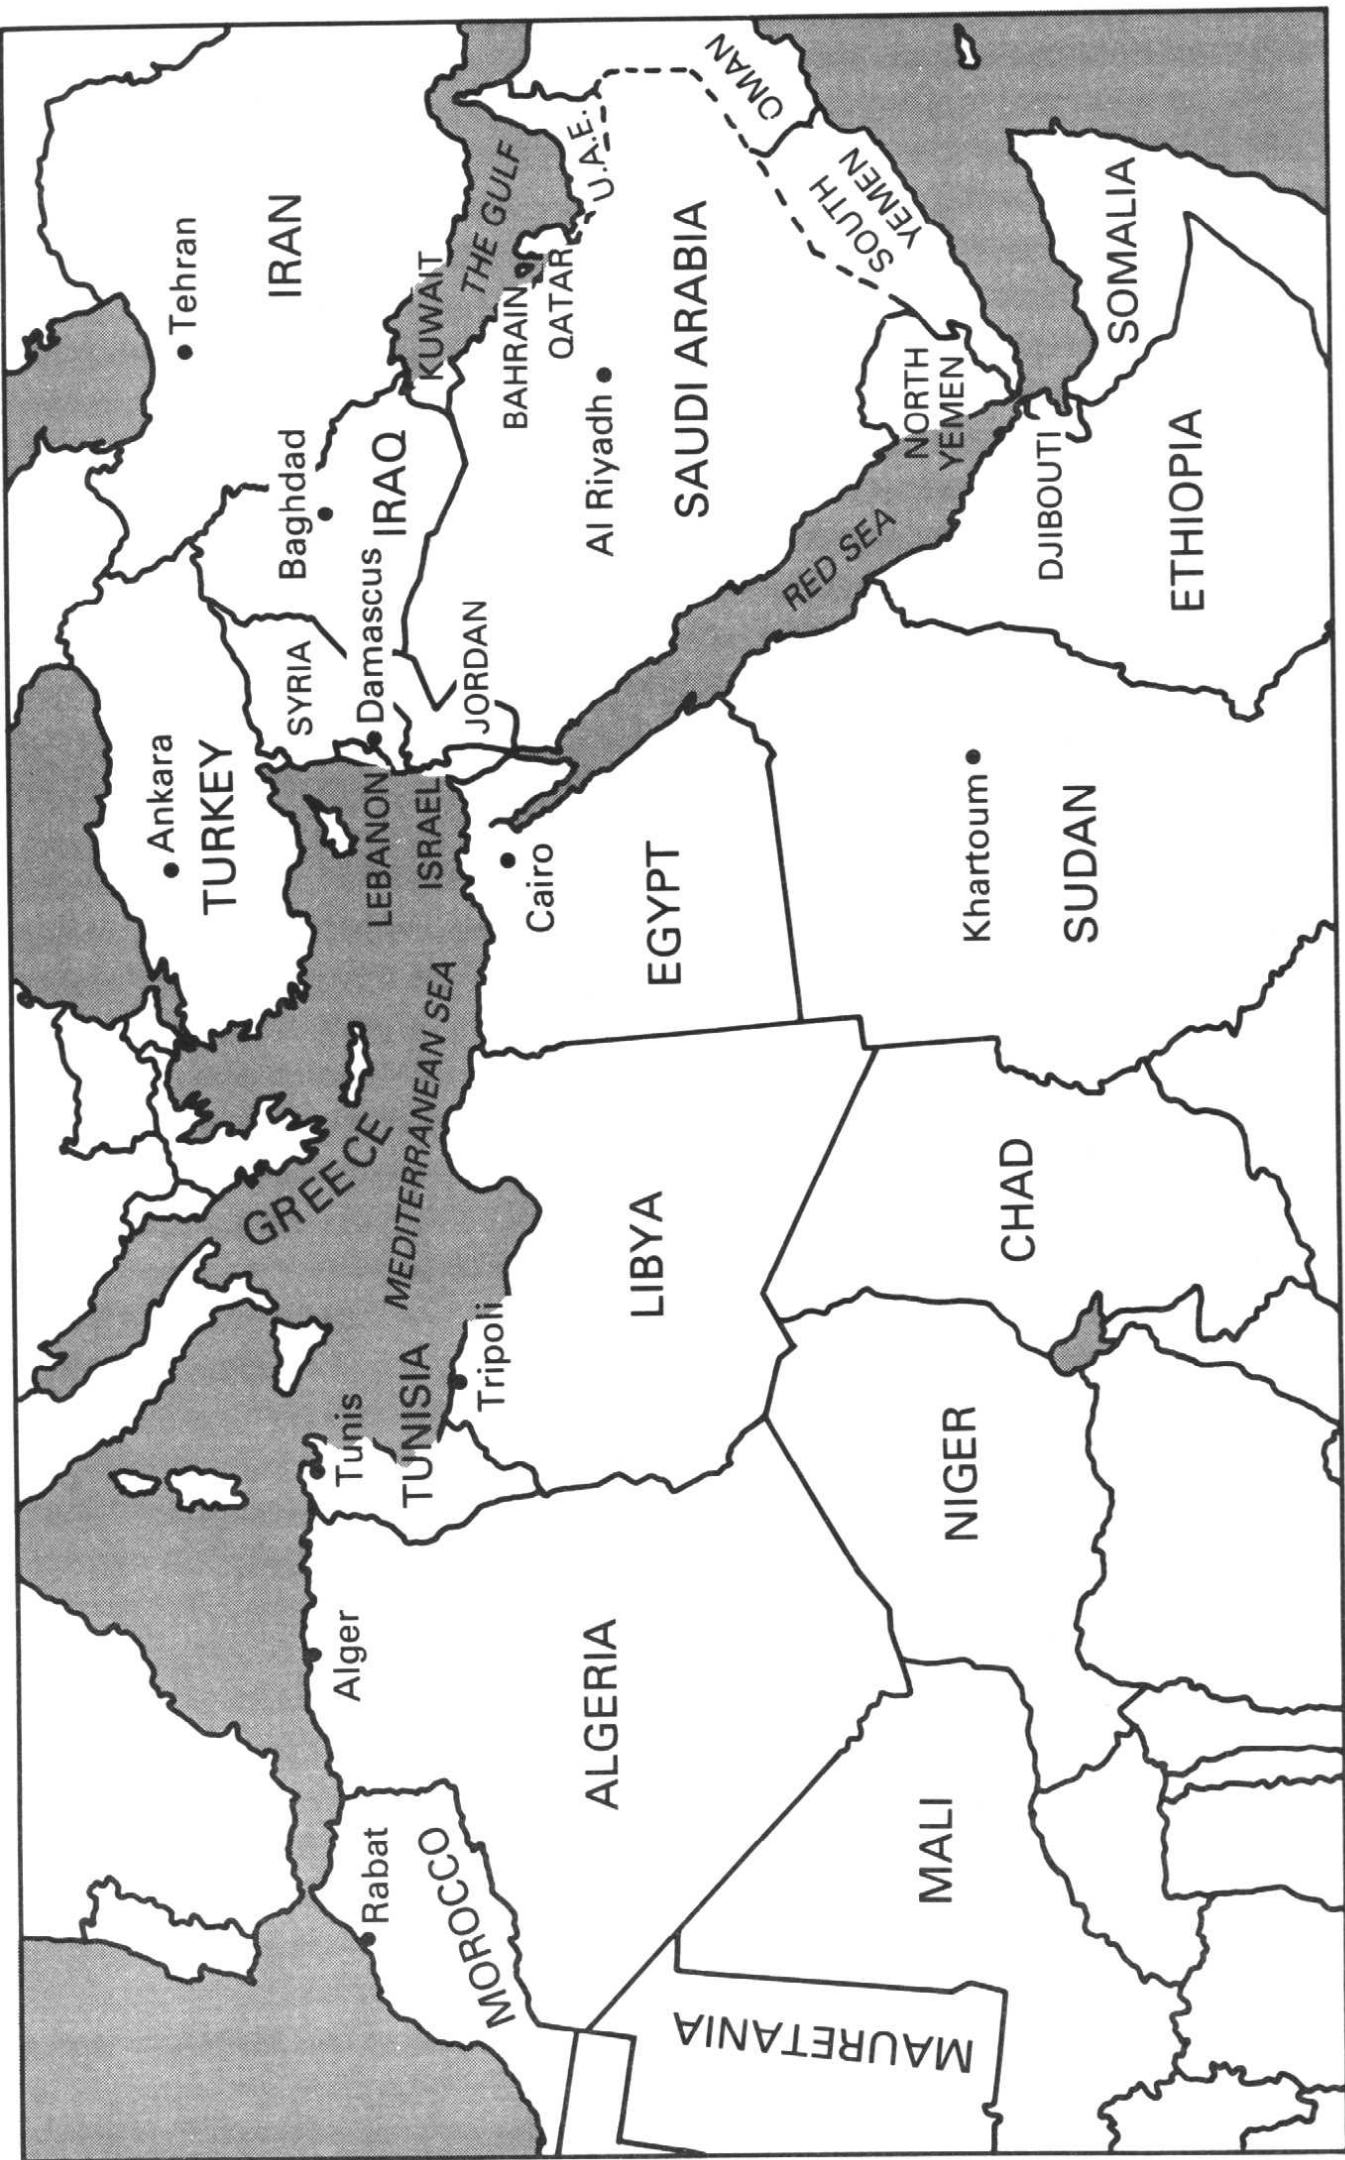 GREECE
Ankara
TURKEY
Tehran
IRAN
SYRIA
Baghdad
Damascus
IRAQ
LEBANON
ISRAEL
JORDAN
KUWAIT
THE GULF
BAHRAIN
QATAR
U.A.E.
Al Riyadh
SAUDI ARABIA
OMAN
SOUTH
YEMEN
NORTH
YEMEN
RED SEA
MEDITERRANEAN SEA
Rabat
MOROCCO
Alger
ALGERIA
Tunis
TUNISIA
Tripoli
LIBYA
Cairo
EGYPT
MAURETANIA
MALI
NIGER
CHAD
Khartoum
SUDAN
DJIBOUTI
ETHIOPIA
SOMALIA